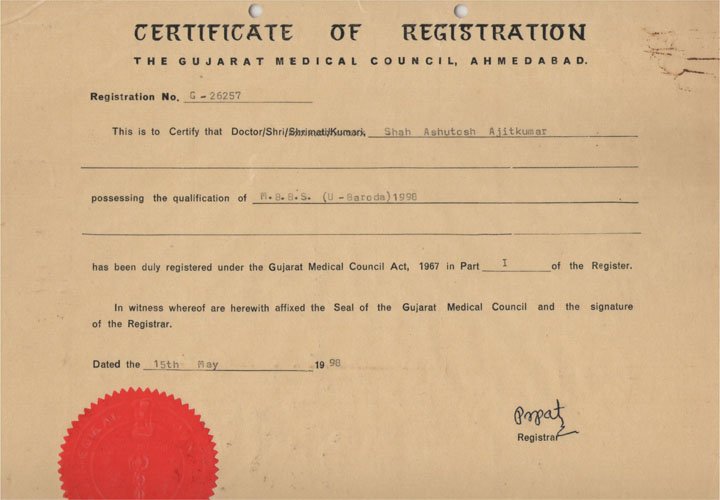 CERTIFICATE OF REGISTRATION
THE GUJARAT MEDICAL COUNCIL, AHMEDABAD.
Registration No. G - 26257
This is to Certify that Doctor/Shri/Shrimati/Kumari, Shah Ashutosh Ajitkumar
possessing the qualification of M.B.B.S. (U - Baroda)1998
has been duly registered under the Gujarat Medical Council Act, 1967 in Part I of the Register.
In witness whereof are herewith affixed the Seal of the Gujarat Medical Council and the signature
of the Registrar.
Dated the 15th May 1998
Registrar